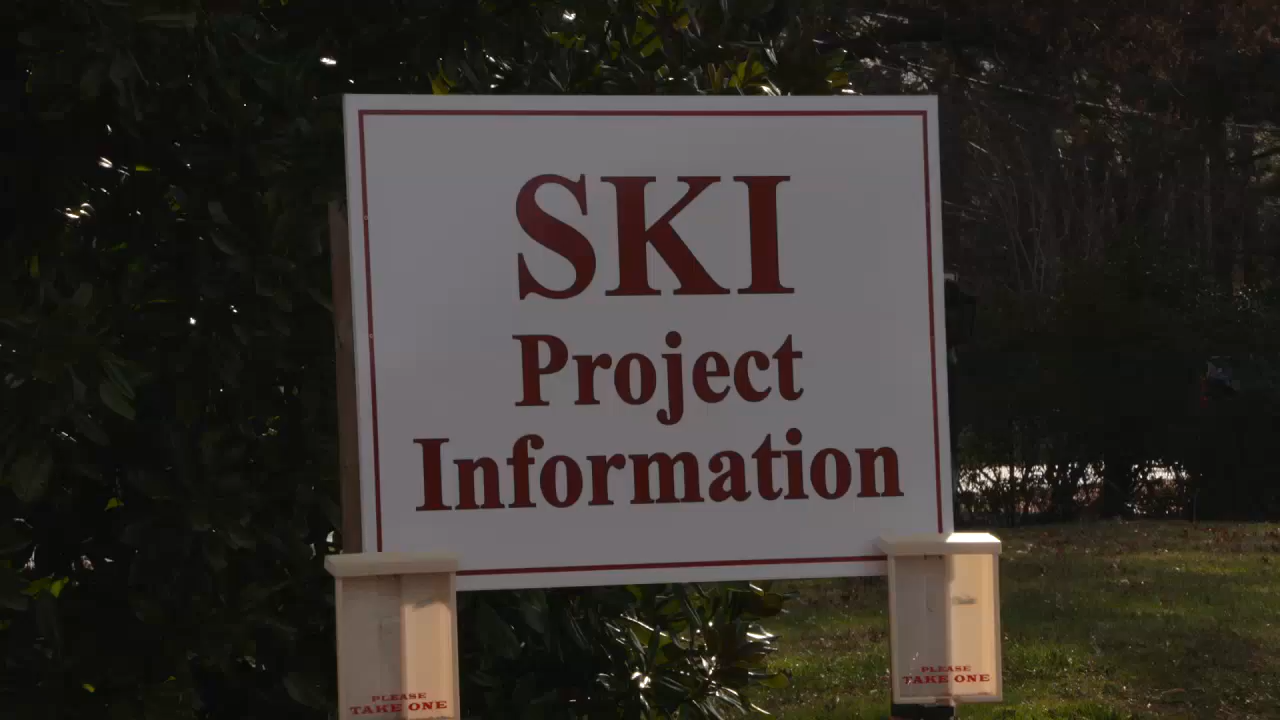 SKI
Project
Information
PLEASE
TAKE ONE
PLEASE
TAKE ONE